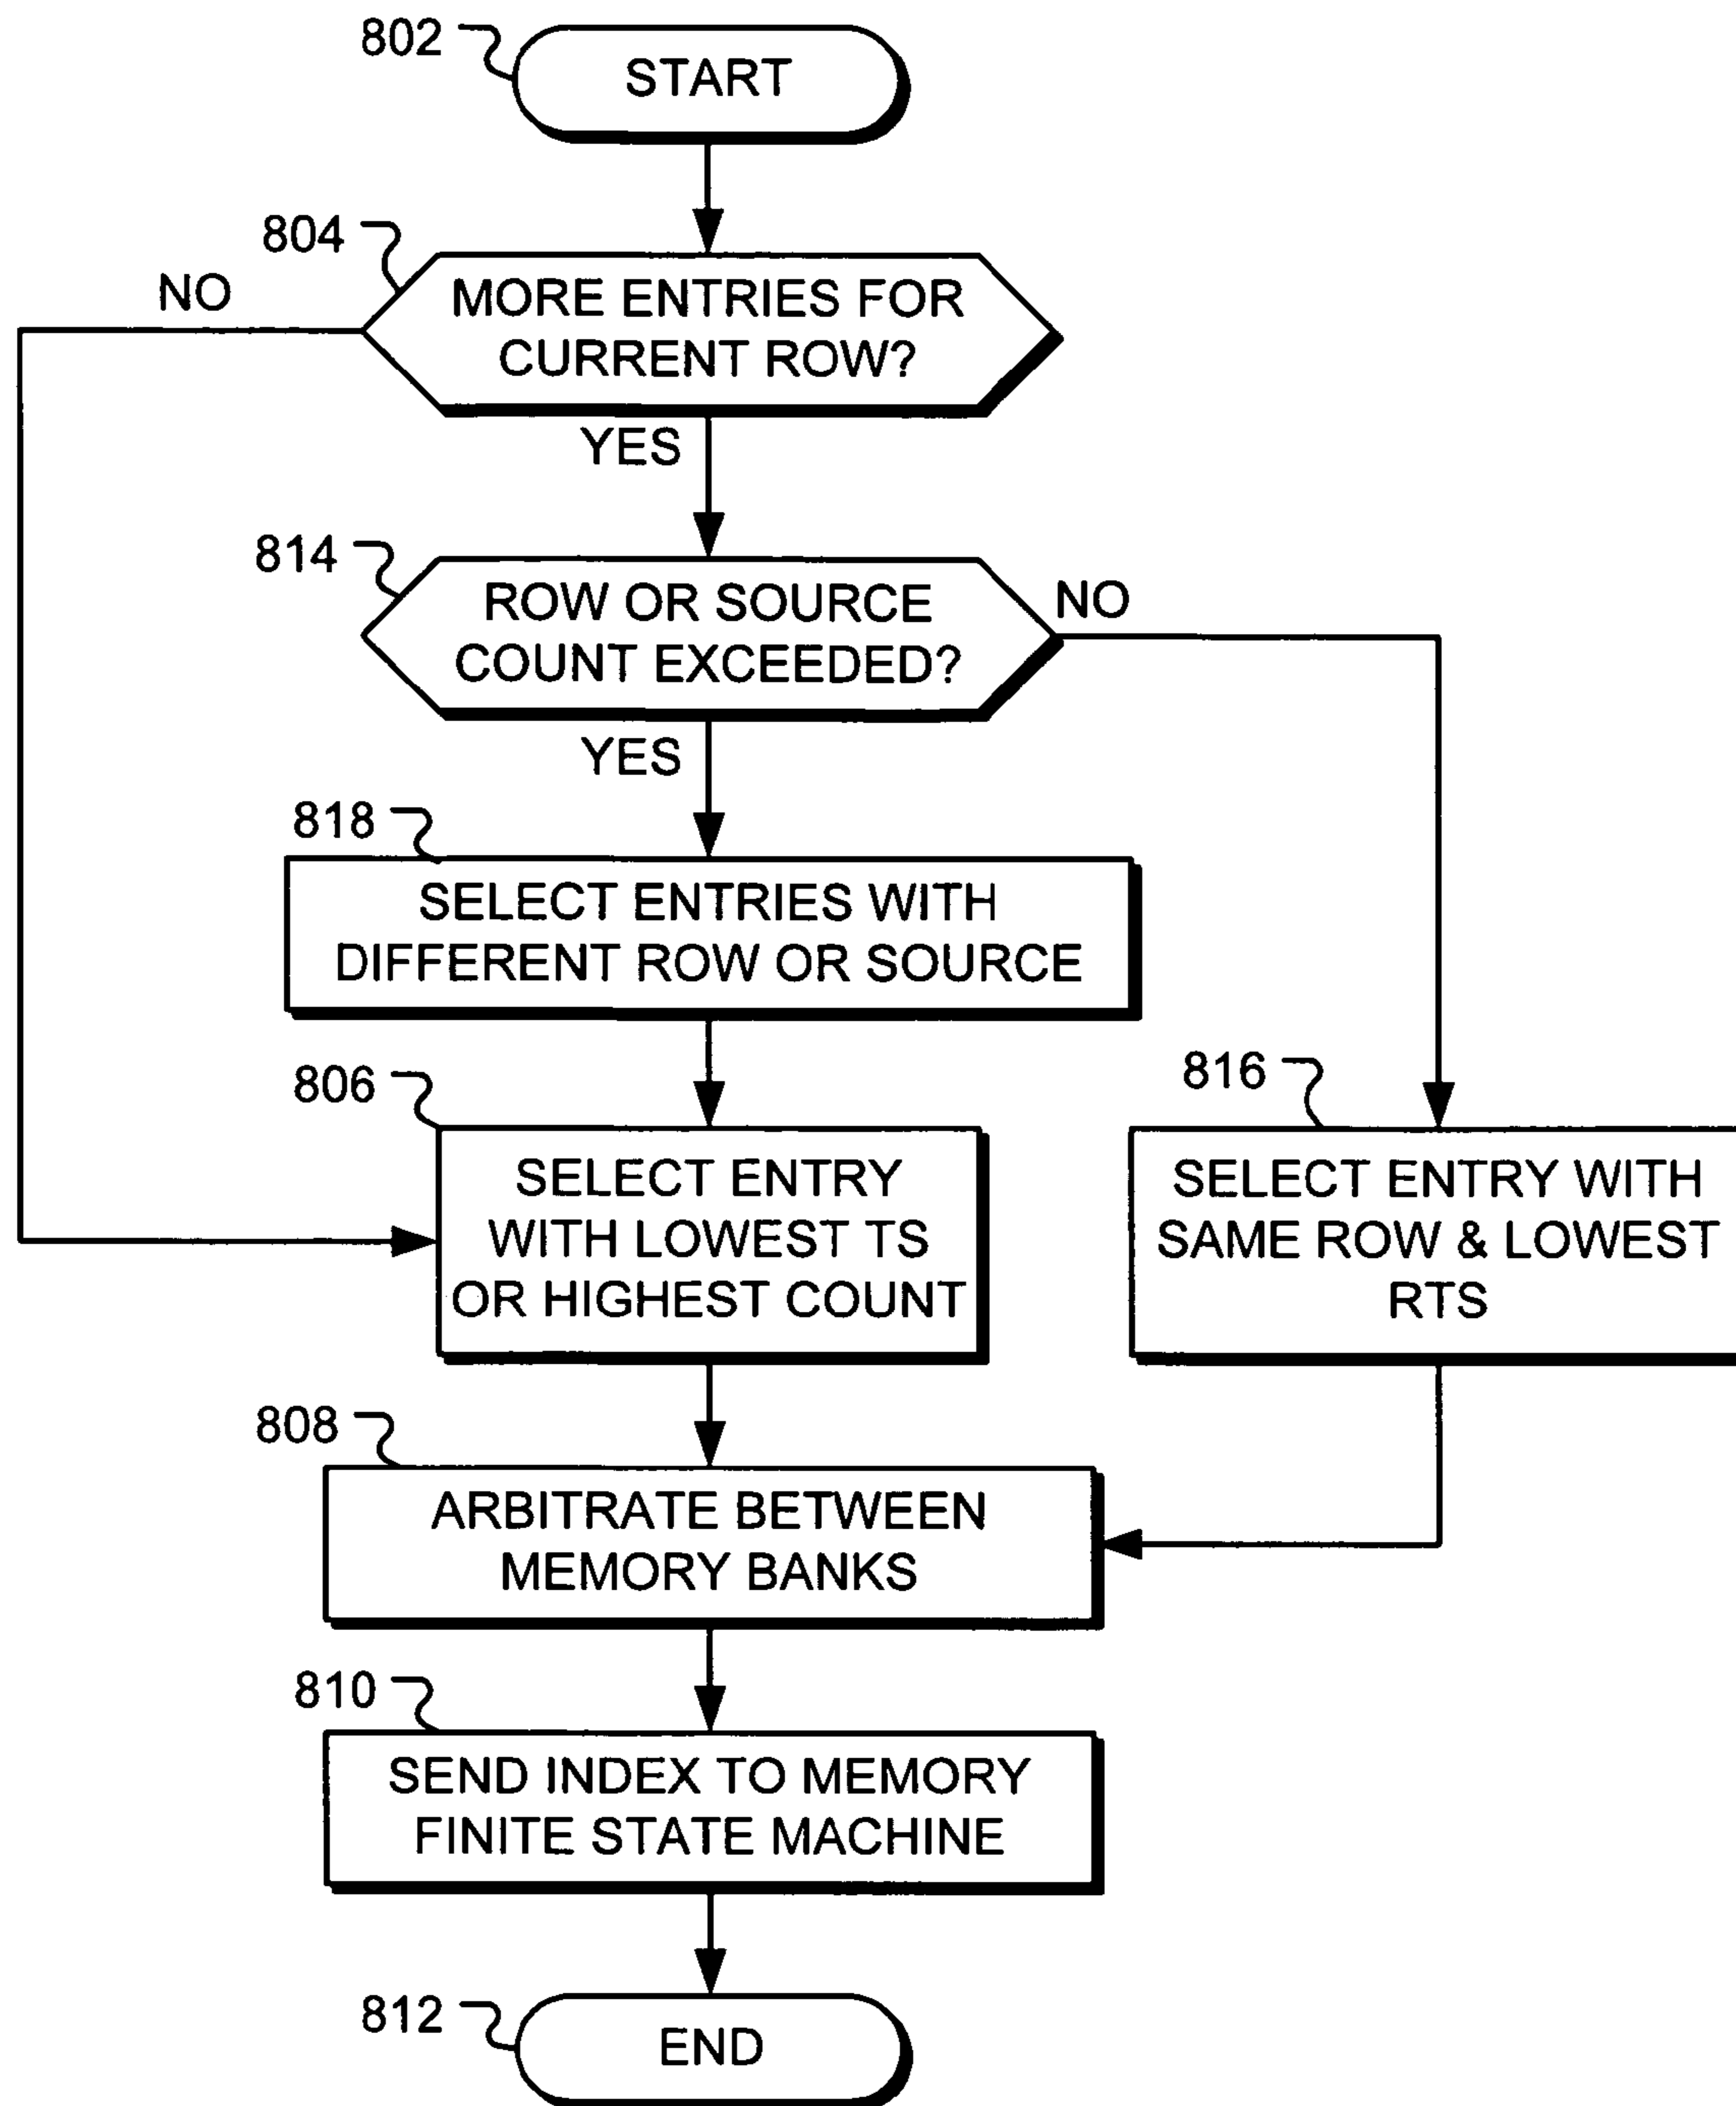 802
START
804
NO
MORE ENTRIES FOR
CURRENT ROW?
YES
814
ROW OR SOURCE
COUNT EXCEEDED?
NO
YES
818
SELECT ENTRIES WITH
DIFFERENT ROW OR SOURCE
806
SELECT ENTRY
WITH LOWEST TS
OR HIGHEST COUNT
816
SELECT ENTRY WITH
SAME ROW & LOWEST
RTS
808
ARBITRATE BETWEEN
MEMORY BANKS
810
SEND INDEX TO MEMORY
FINITE STATE MACHINE
812
END